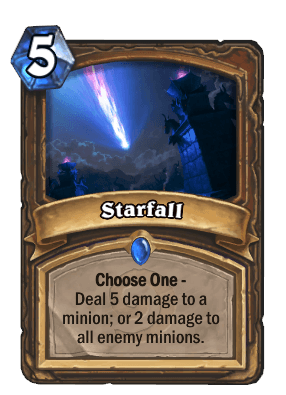 5
Starfall
Choose One -
Deal 5 damage to a
minion; or 2 damage to
all enemy minions.